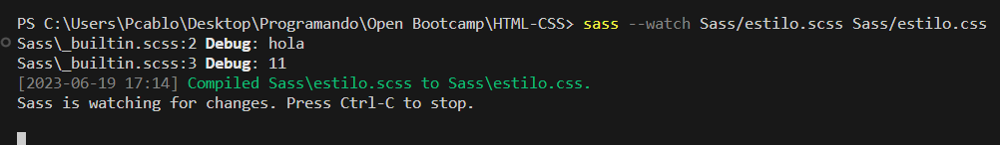 PS C:\Users\Pcablo\Desktop\Programando\Open Bootcamp\HTML-CSS> sass --watch Sass/estilo.scss Sass/estilo.css
Sass\_builtin.scss:2 Debug: hola
Sass\_builtin.scss:3 Debug: 11
[2023-06-19 17:14] Compiled Sass\estilo.scss to Sass\estilo.css.
Sass is watching for changes. Press Ctrl-C to stop.